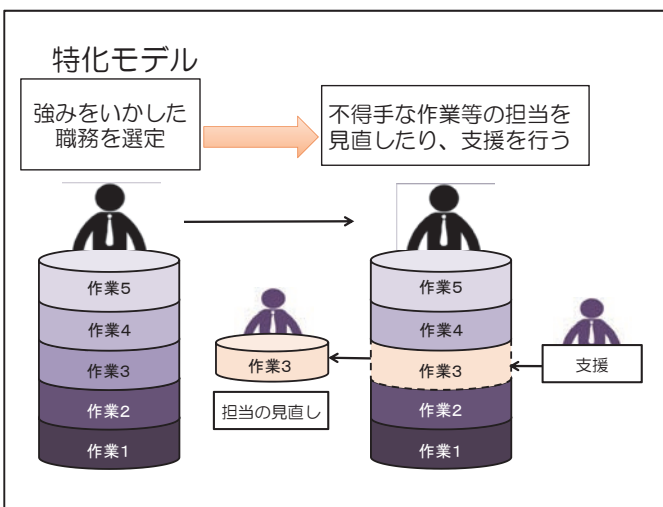 特化モデル
強みをいかした
職務を選定
不得手な作業等の担当を
見直したり、支援を行う
作業5
作業4
作業3
作業2
作業1
作業3
担当の見直し
作業5
作業4
作業3
作業2
作業1
支援